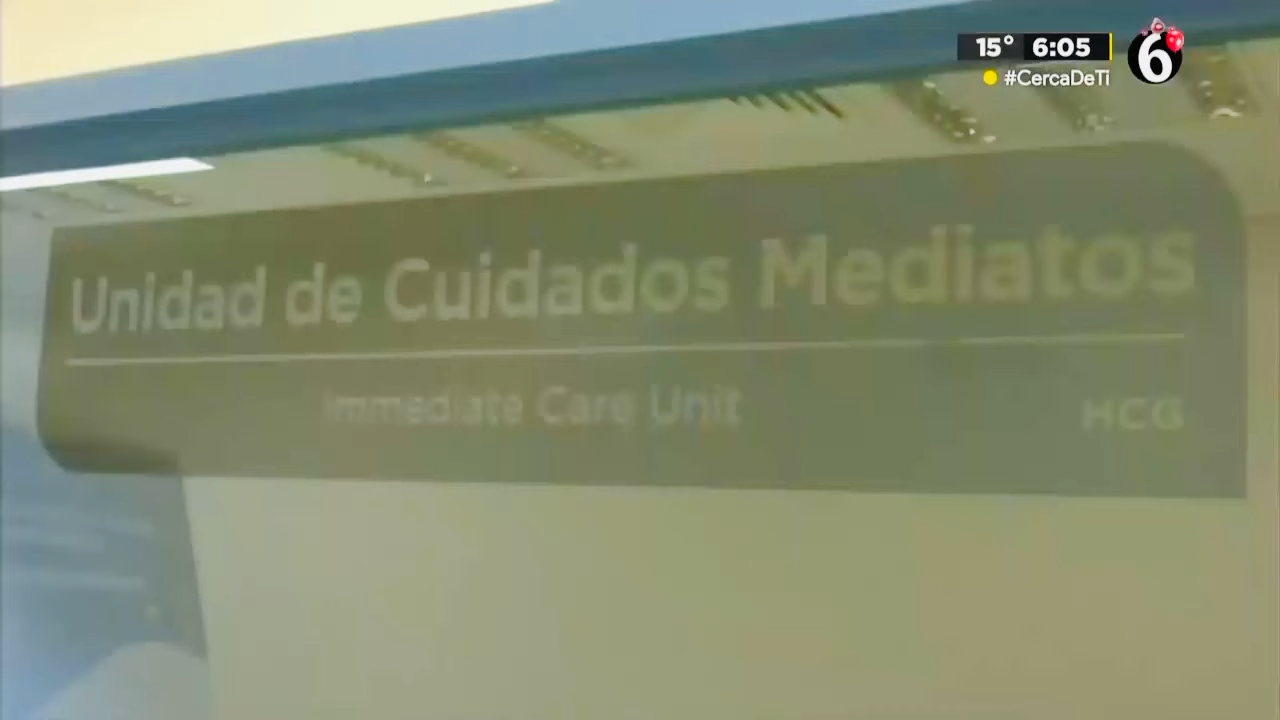 15° 6:05
6
#CercaDeTi
Unidad de Cuidados Mediatos
Immediate Care Unit
HCG